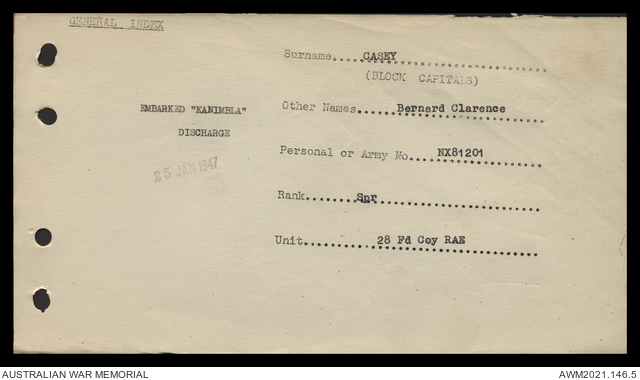 GENERAL INDEX
Surname....CASEY........................
(BLOCK CAPITALS)
EMBARKED "KANIMBLA"
DISCHARGE
25 JAN 1947
Other Names......Bernard Clarence......
Personal or Army No....NX81201..........
Rank........Spr.........................
Unit...........28 Fd Coy RAE............
AUSTRALIAN WAR MEMORIAL
AWM2021.146.5